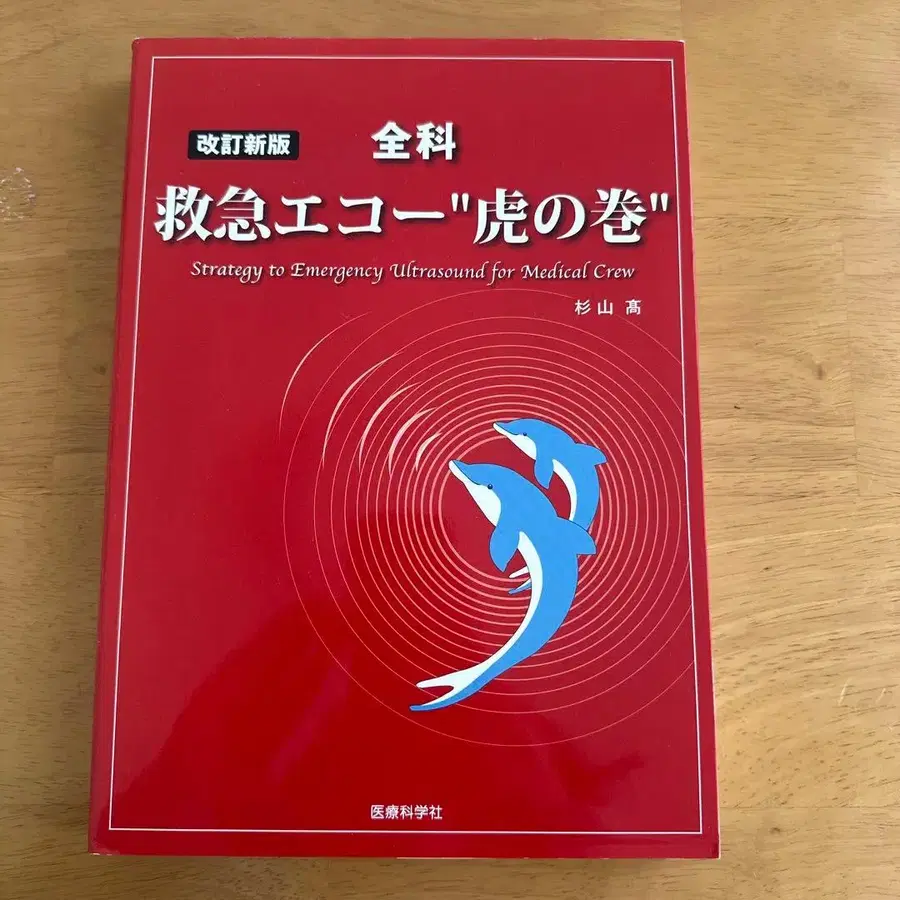 改訂新版 全科
救急エコー"虎の巻"
Strategy to Emergency Ultrasound for Medical Crew
杉山 髙
医療科学社